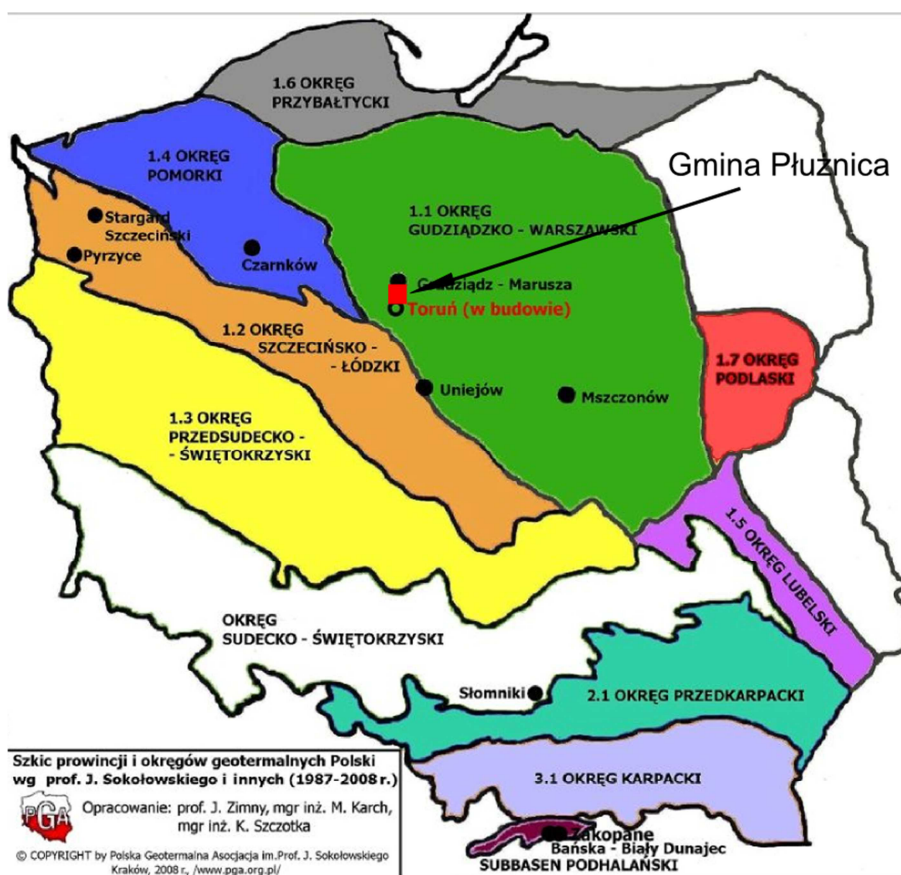 1.6 OKRĘG
PRZYBAŁTYCKI
1.4 OKRĘG
POMORKI
Gmina Płużnica
1.1 OKRĘG
GUDZIĄDZKO - WARSZAWSKI
Stargard
Szczeciński
Pyrzyce
Czarnków
Grudziądz - Marusza
Toruń (w budowie)
1.2 OKRĘG
SZCZECIŃSKO -
- ŁÓDZKI
1.7 OKRĘG
PODLASKI
Uniejów
Mszczonów
1.3 OKRĘG
PRZEDSUDECKO -
- ŚWIĘTOKRZYSKI
1.5 OKRĘG LUBELSKI
OKRĘG
SUDECKO - ŚWIĘTOKRZYSKI
Słomniki
2.1 OKRĘG PRZEDKARPACKI
3.1 OKRĘG KARPACKI
Zakopane
Bańska - Biały Dunajec
SUBBASEN PODHALAŃSKI
Szkic prowincji i okręgów geotermalnych Polski
wg prof. J. Sokołowskiego i innych (1987-2008r.)
PGA
Opracowanie: prof. J. Zimny, mgr inż. M. Karch,
mgr inż. K. Szczotka
© COPYRIGHT by Polska Geotermalna Asocjacja im.Prof. J. Sokołowskiego
Kraków, 2008 r., /www.pga.org.pl/